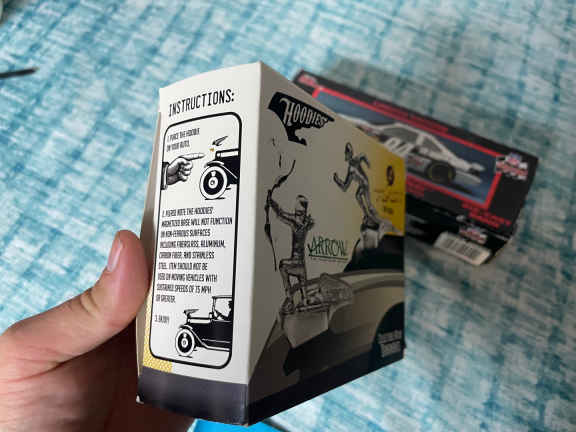 INSTRUCTIONS:
1. PLACE THE HOODIE
ON YOUR AUTO.
2. PLEASE NOTE THE HOODIES'
MAGNETIZED BASE WILL NOT FUNCTION
ON NON-FERROUS SURFACES
INCLUDING FIBERGLASS, ALUMINUM,
CARBON FIBER, AND STAINLESS
STEEL. ITEM SHOULD NOT BE
USED ON MOVING VEHICLES WITH
SUSTAINED SPEEDS OF 75 MPH
OR GREATER.
3. ENJOY!
HOODIES
ARROW